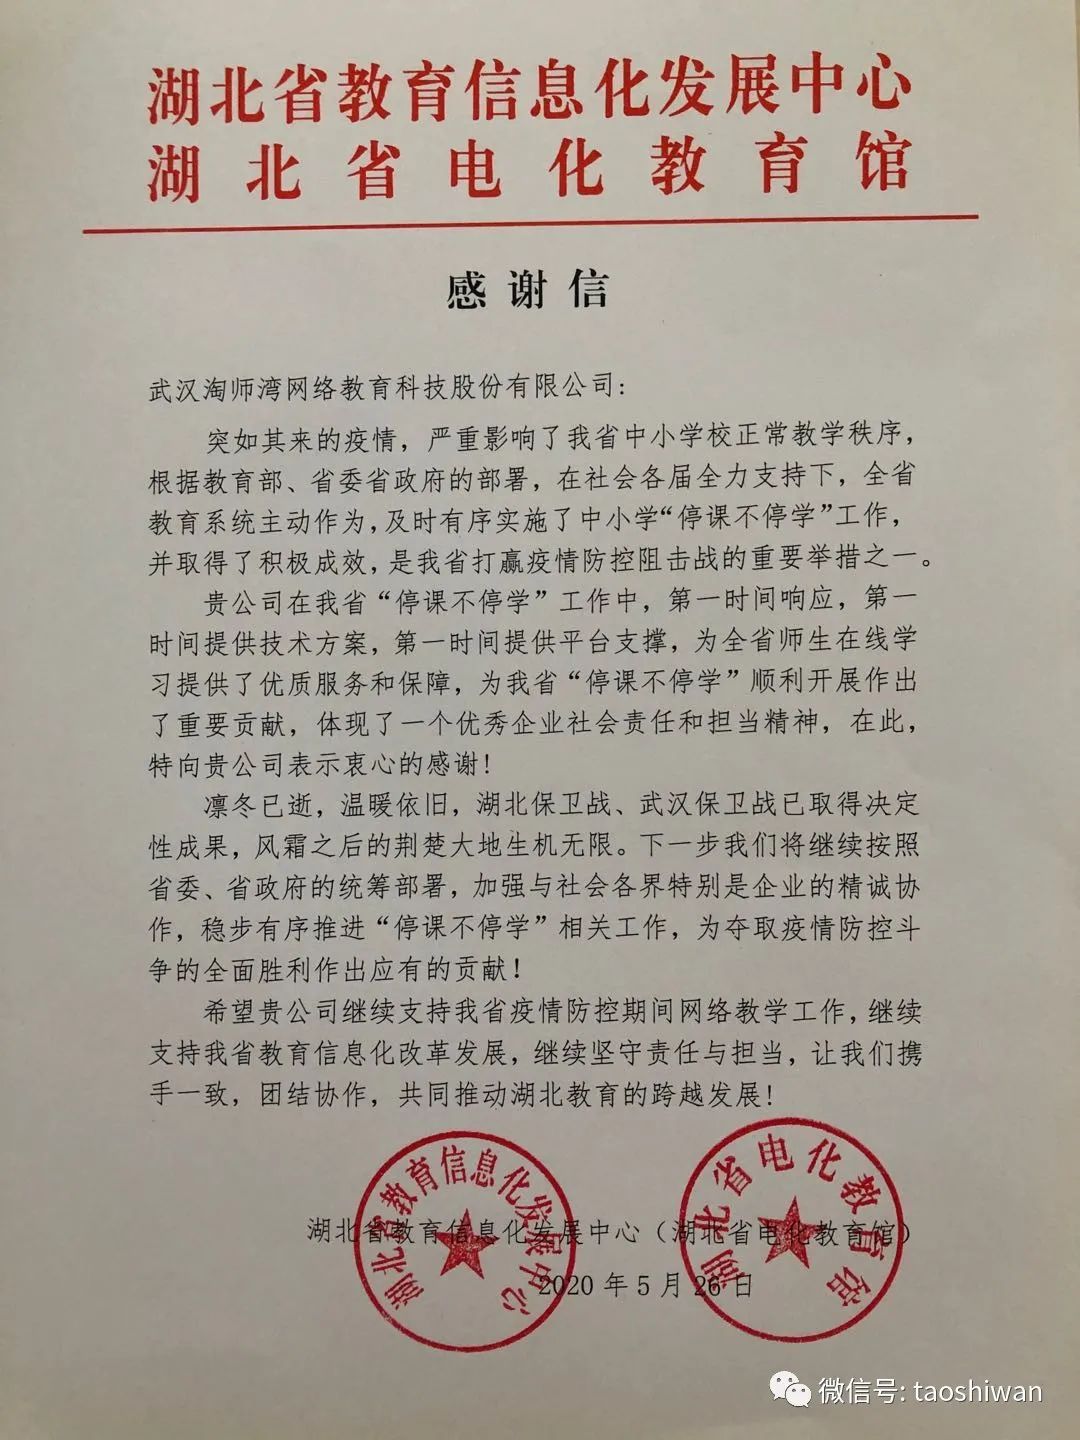 湖北省教育信息化发展中心
湖北省电化教育馆
感谢信
武汉淘师湾网络教育科技股份有限公司:
突如其来的疫情，严重影响了我省中小学校正常教学秩序，
根据教育部、省委省政府的部署，在社会各届全力支持下，全省
教育系统主动作为，及时有序实施了中小学“停课不停学”工作，
并取得了积极成效，是我省打赢疫情防控阻击战的重要举措之一。
贵公司在我省“停课不停学”工作中，第一时间响应，第一
时间提供技术方案，第一时间提供平台支撑，为全省师生在线学
习提供了优质服务和保障，为我省“停课不停学”顺利开展作出
了重要贡献，体现了一个优秀企业社会责任和担当精神，在此，
特向贵公司表示衷心的感谢!
凛冬已逝，温暖依旧，湖北保卫战、武汉保卫战已取得决定
性成果，风霜之后的荆楚大地生机无限。下一步我们将继续按照
省委、省政府的统筹部署，加强与社会各界特别是企业的精诚协
作，稳步有序推进“停课不停学”相关工作，为夺取疫情防控斗
争的全面胜利作出应有的贡献！
希望贵公司继续支持我省疫情防控期间网络教学工作，继续
支持我省教育信息化改革发展，继续坚守责任与担当，让我们携
手一致，团结协作，共同推动湖北教育的跨越发展!
湖北省教育信息化发展中心（湖北省电化教育馆）
2020年5月26日
湖北省教育信息化发展中心
湖北省电化教育馆
微信号: taoshiwan